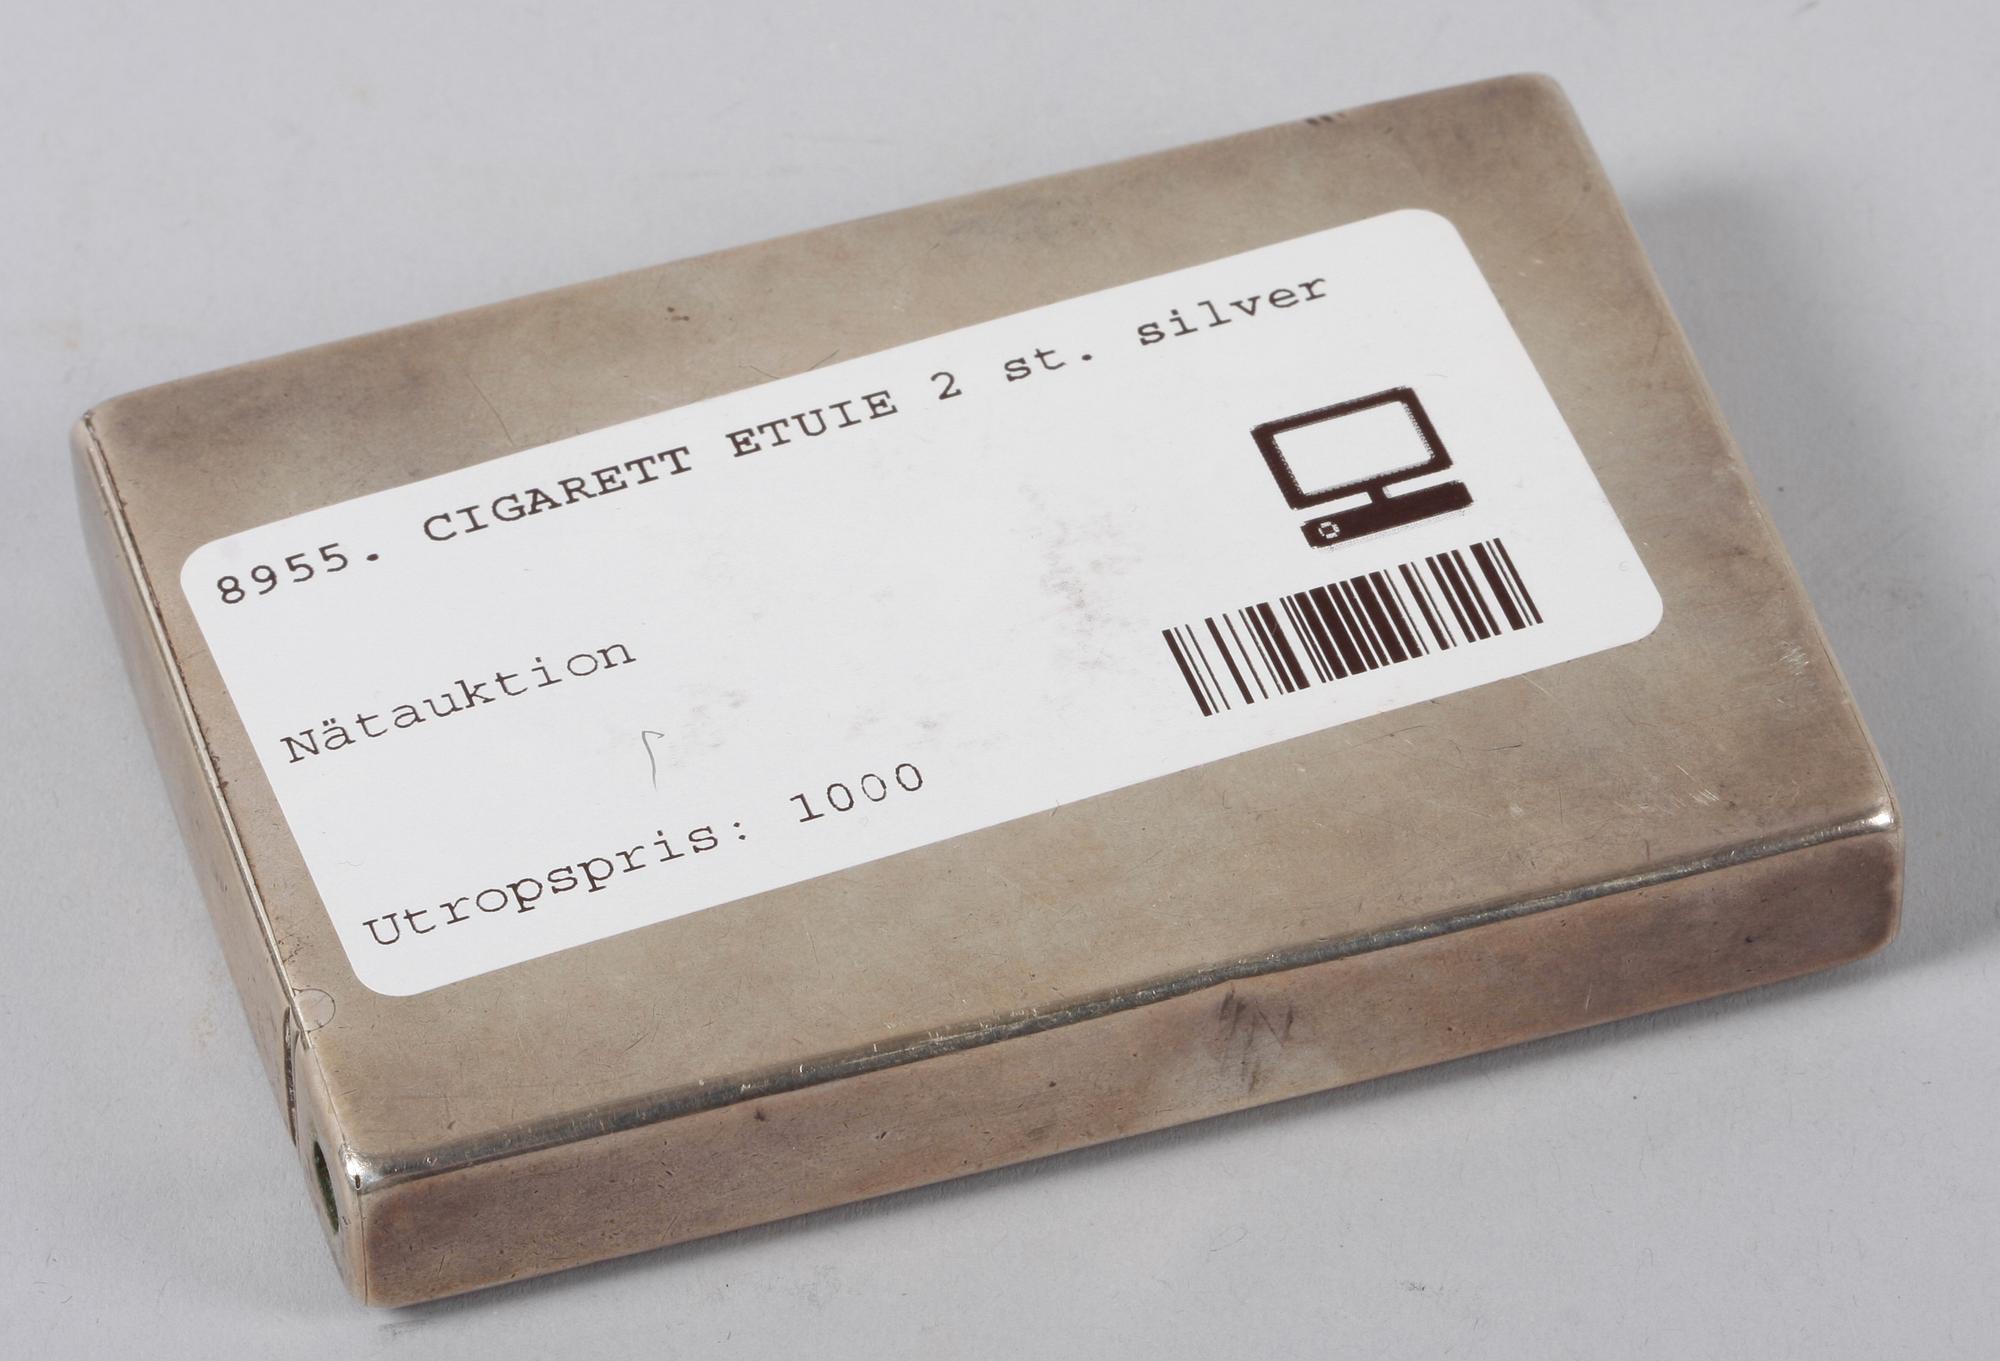 8955. CIGARETT ETUIE 2 st. silver
Nätauktion
Utropspris: 1000